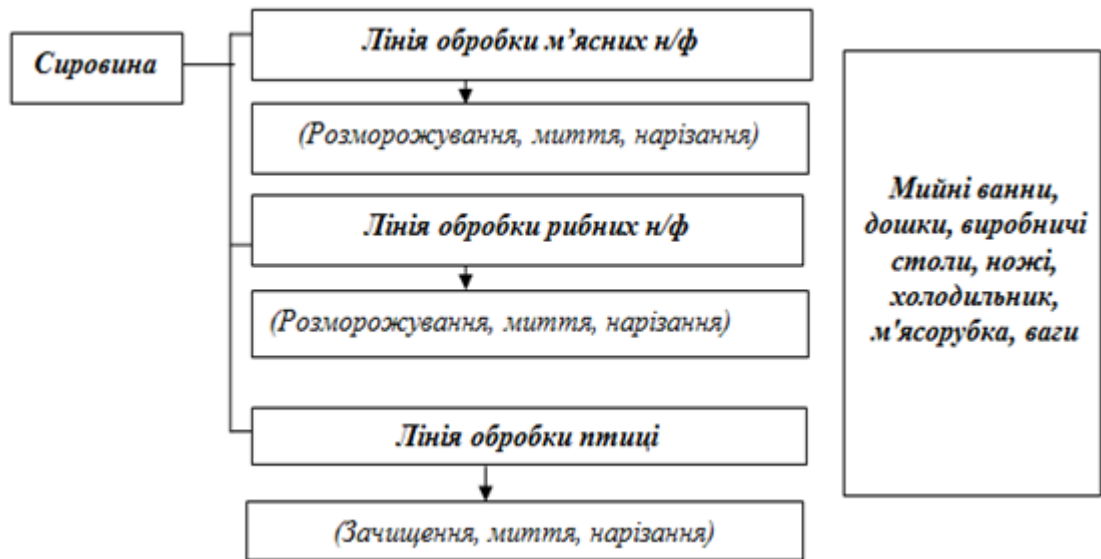 Сировина
Лінія обробки м’ясних н/ф
(Розморожування, миття, нарізання)
Лінія обробки рибних н/ф
(Розморожування, миття, нарізання)
Лінія обробки птиці
(Зачищення, миття, нарізання)
Мийні ванни,
дошки, виробничі
столи, ножі,
холодильник,
м'ясорубка, ваги